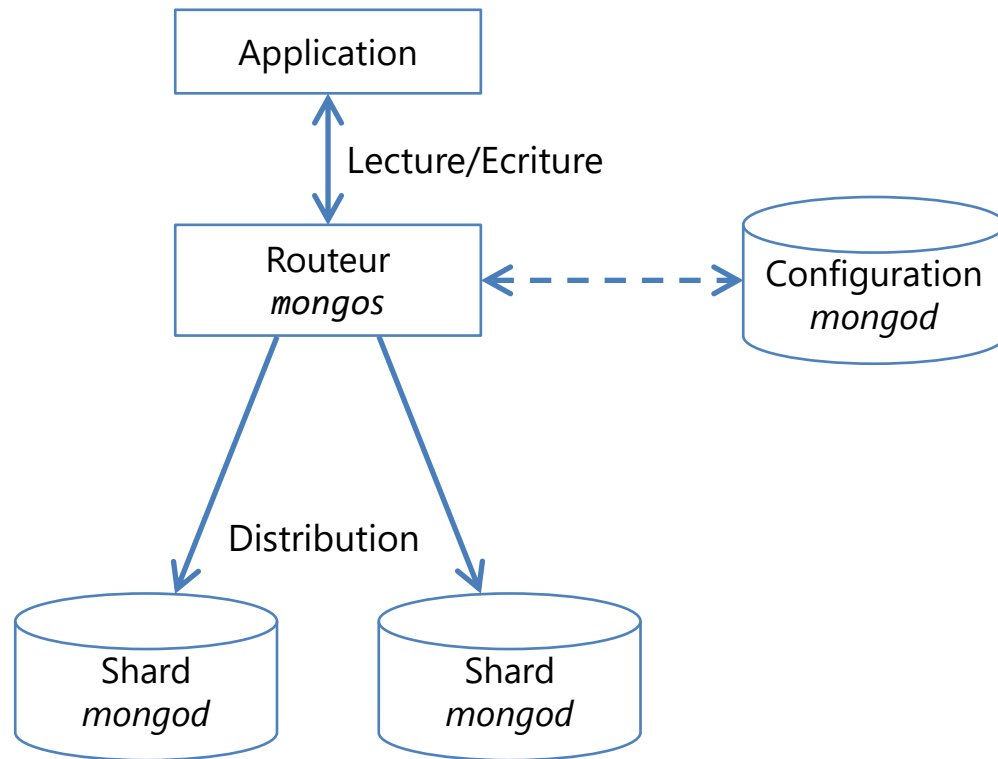 Application
Lecture/Ecriture
Routeur
mongos
Configuration
mongod
Distribution
Shard
mongod
Shard
mongod